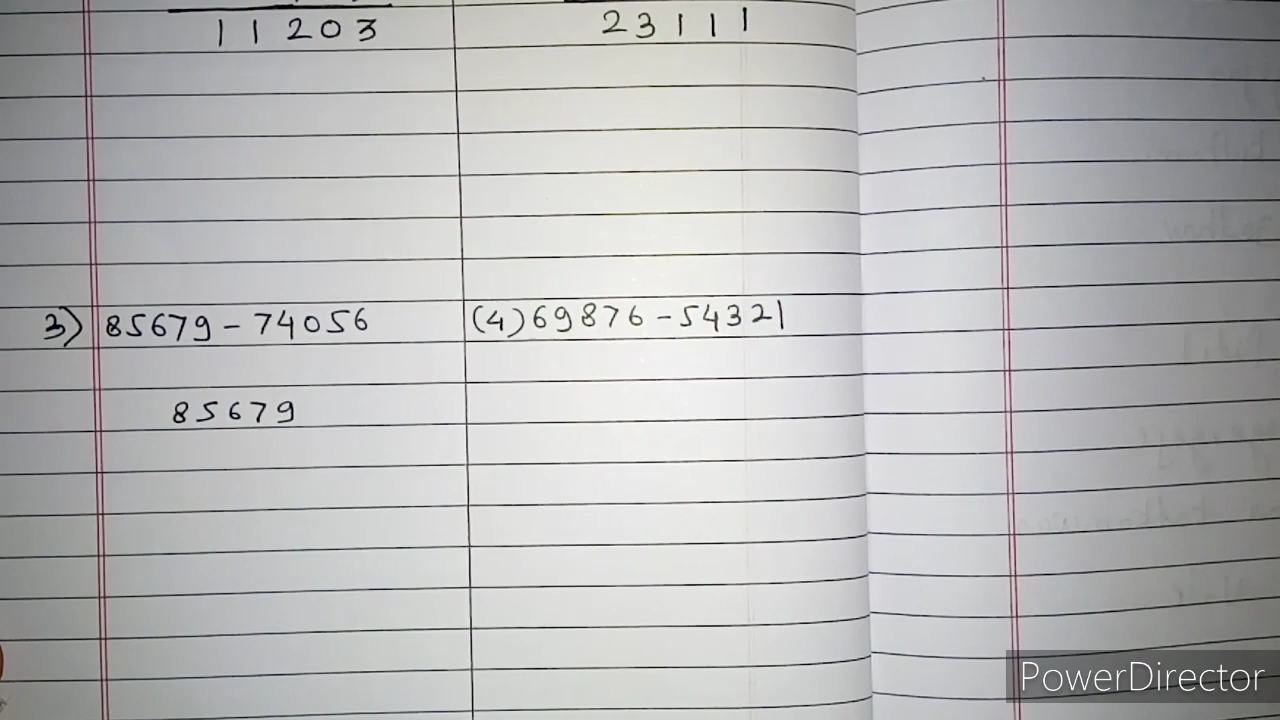 11203
23111
3) 85679 - 74056
(4) 69876 - 54321
85679
PowerDirector